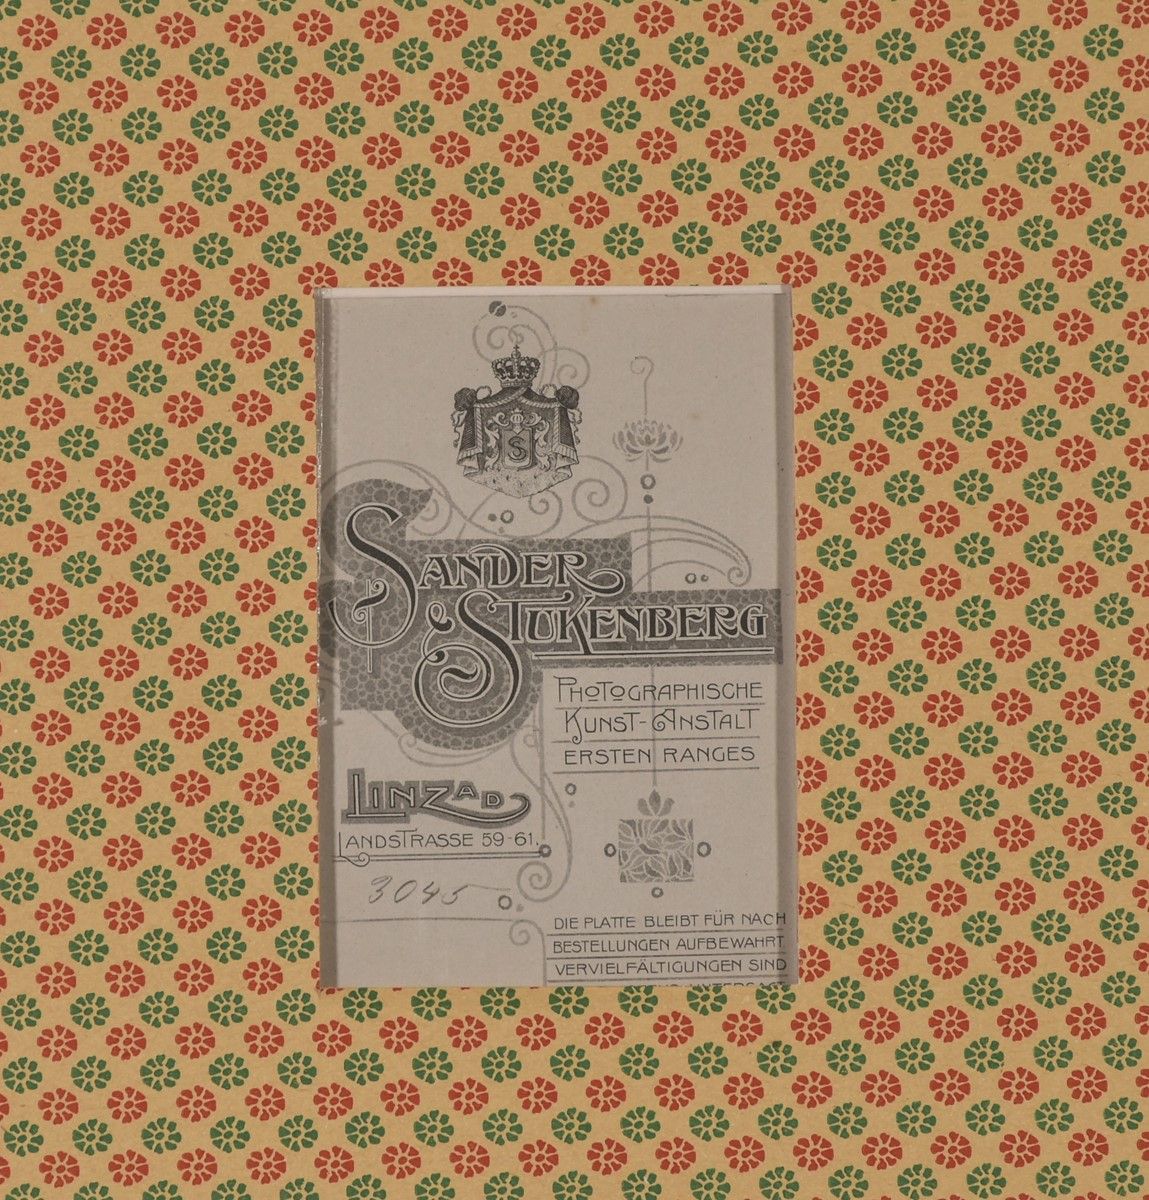 S
SANDER
& STUKENBERG
PHOTOGRAPHISCHE
KUNST-ANSTALT
ERSTEN RANGES
LINZ A D
LANDSTRASSE 59-61.
3045
DIE PLATTE BLEIBT FÜR NACH
BESTELLUNGEN AUFBEWAHRT.
VERVIELFÄLTIGUNGEN SIND